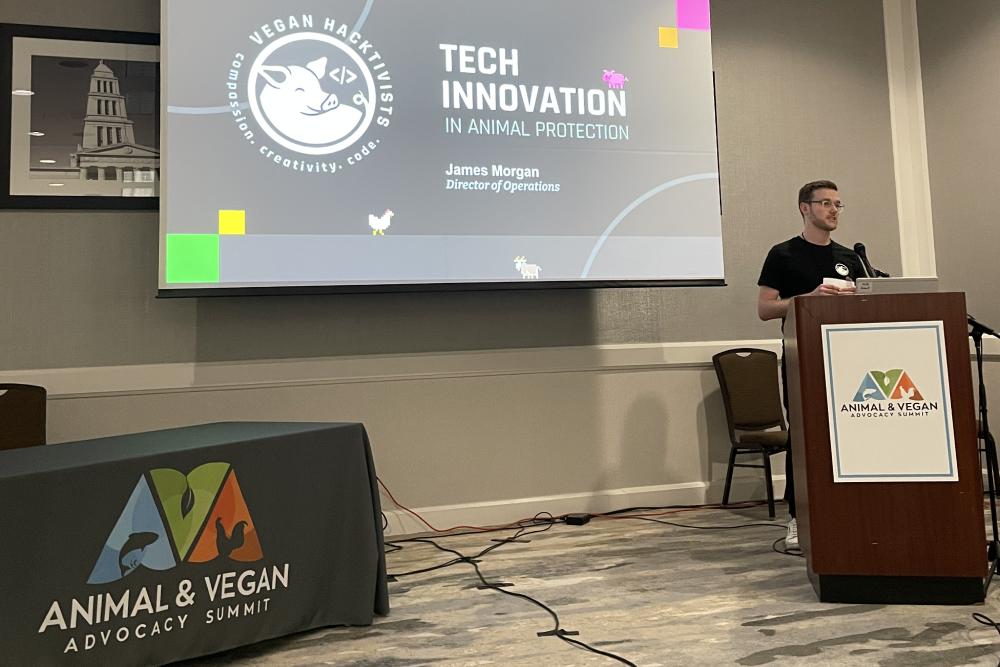 VEGAN HACKTIVISTS
compassion. creativity. code.
</>
TECH
INNOVATION
IN ANIMAL PROTECTION
James Morgan
Director of Operations
ANIMAL & VEGAN
ADVOCACY SUMMIT
ANIMAL & VEGAN
ADVOCACY SUMMIT